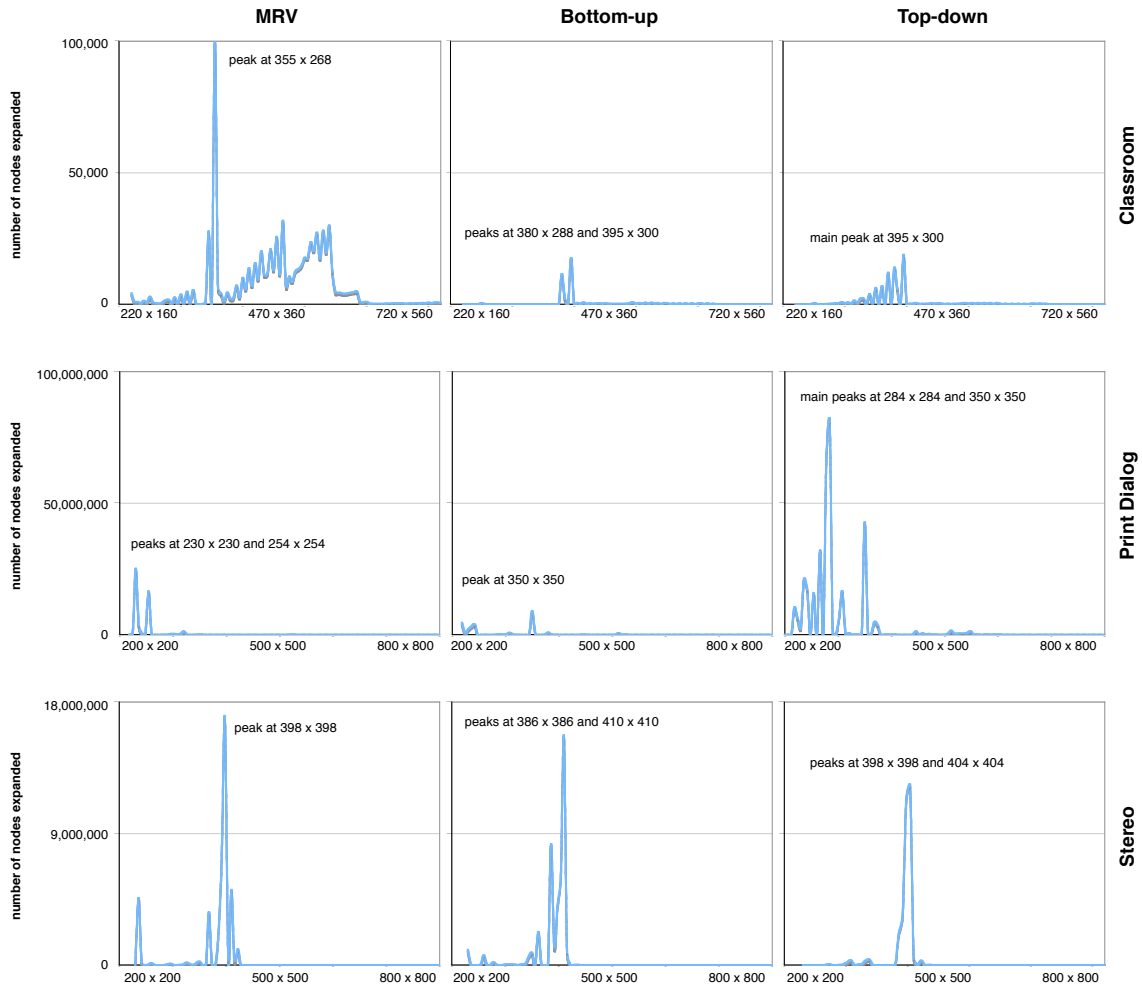 MRV
Bottom-up
Top-down
number of nodes expanded
100,000
50,000
0
peak at 355 x 268
220 x 160
470 x 360
720 x 560
peaks at 380 x 288 and 395 x 300
220 x 160
470 x 360
720 x 560
main peak at 395 x 300
220 x 160
470 x 360
720 x 560
Classroom
number of nodes expanded
100,000,000
50,000,000
0
peaks at 230 x 230 and 254 x 254
200 x 200
500 x 500
800 x 800
peak at 350 x 350
200 x 200
500 x 500
800 x 800
main peaks at 284 x 284 and 350 x 350
200 x 200
500 x 500
800 x 800
Print Dialog
number of nodes expanded
18,000,000
9,000,000
0
peak at 398 x 398
200 x 200
500 x 500
800 x 800
peaks at 386 x 386 and 410 x 410
200 x 200
500 x 500
800 x 800
peaks at 398 x 398 and 404 x 404
200 x 200
500 x 500
800 x 800
Stereo